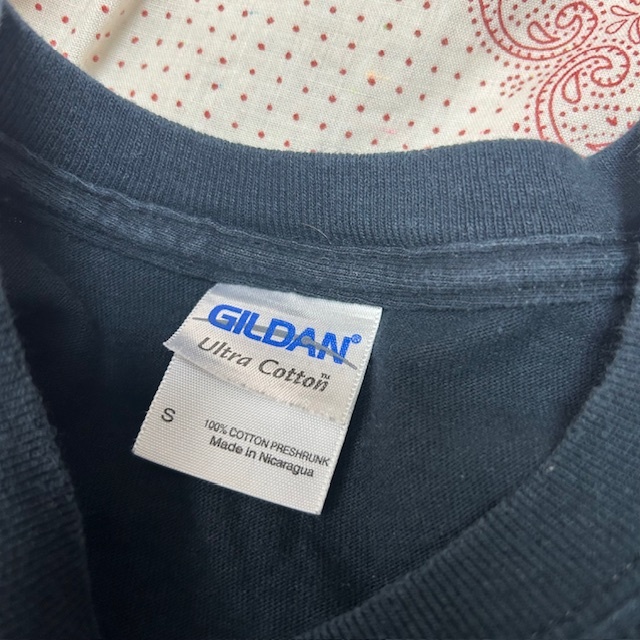 GILDAN®
Ultra Cotton™
S
100% COTTON PRESHRUNK
Made in Nicaragua